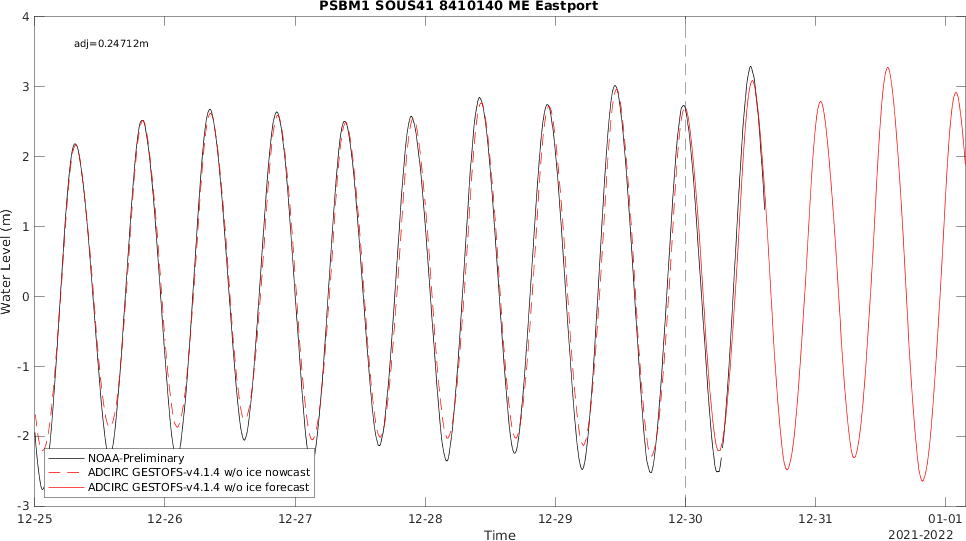 PSBM1 SOUS41 8410140 ME Eastport
adj=0.24712m
Water Level (m)
4
3
2
1
0
-1
-2
-3
NOAA-Preliminary
ADCIRC GESTOFS-v4.1.4 w/o ice nowcast
ADCIRC GESTOFS-v4.1.4 w/o ice forecast
12-25 12-26 12-27 12-28 12-29 12-30 12-31 01-01
Time
2021-2022